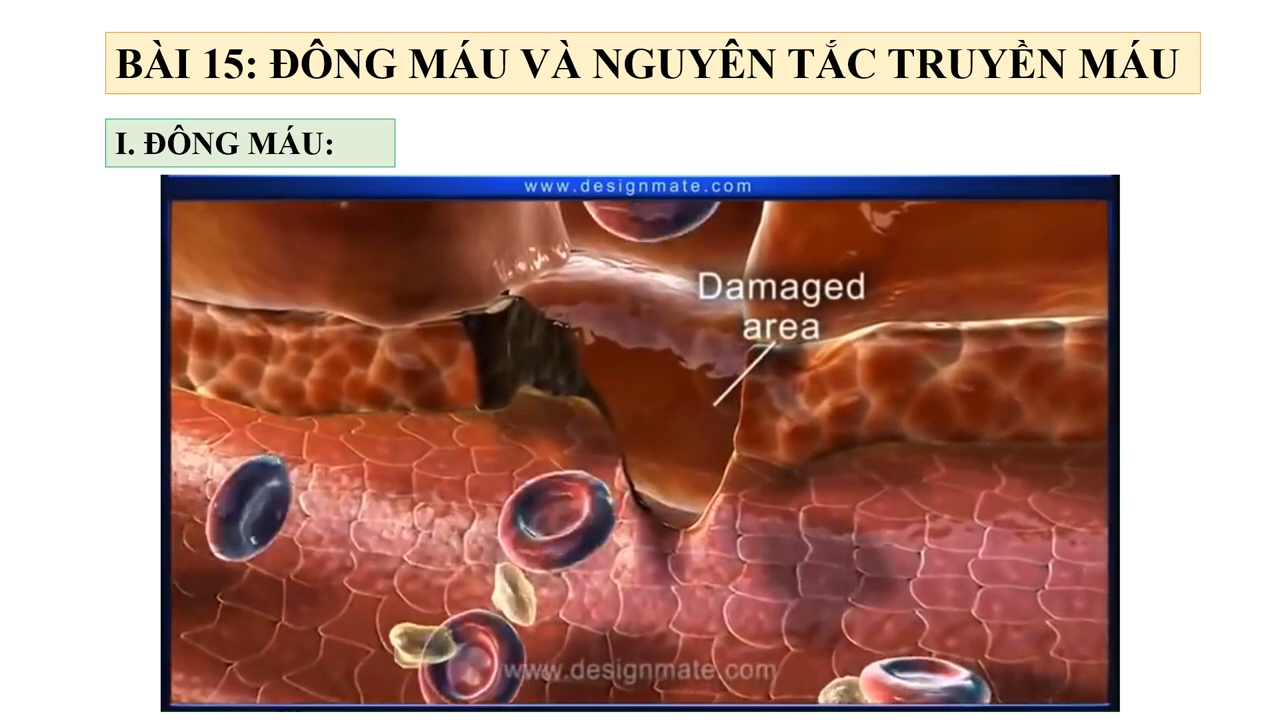 BÀI 15: ĐÔNG MÁU VÀ NGUYÊN TẮC TRUYỀN MÁU
I. ĐÔNG MÁU:
www.designmate.com
Damaged
area
www.designmate.com